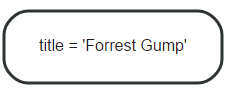 title = 'Forrest Gump'